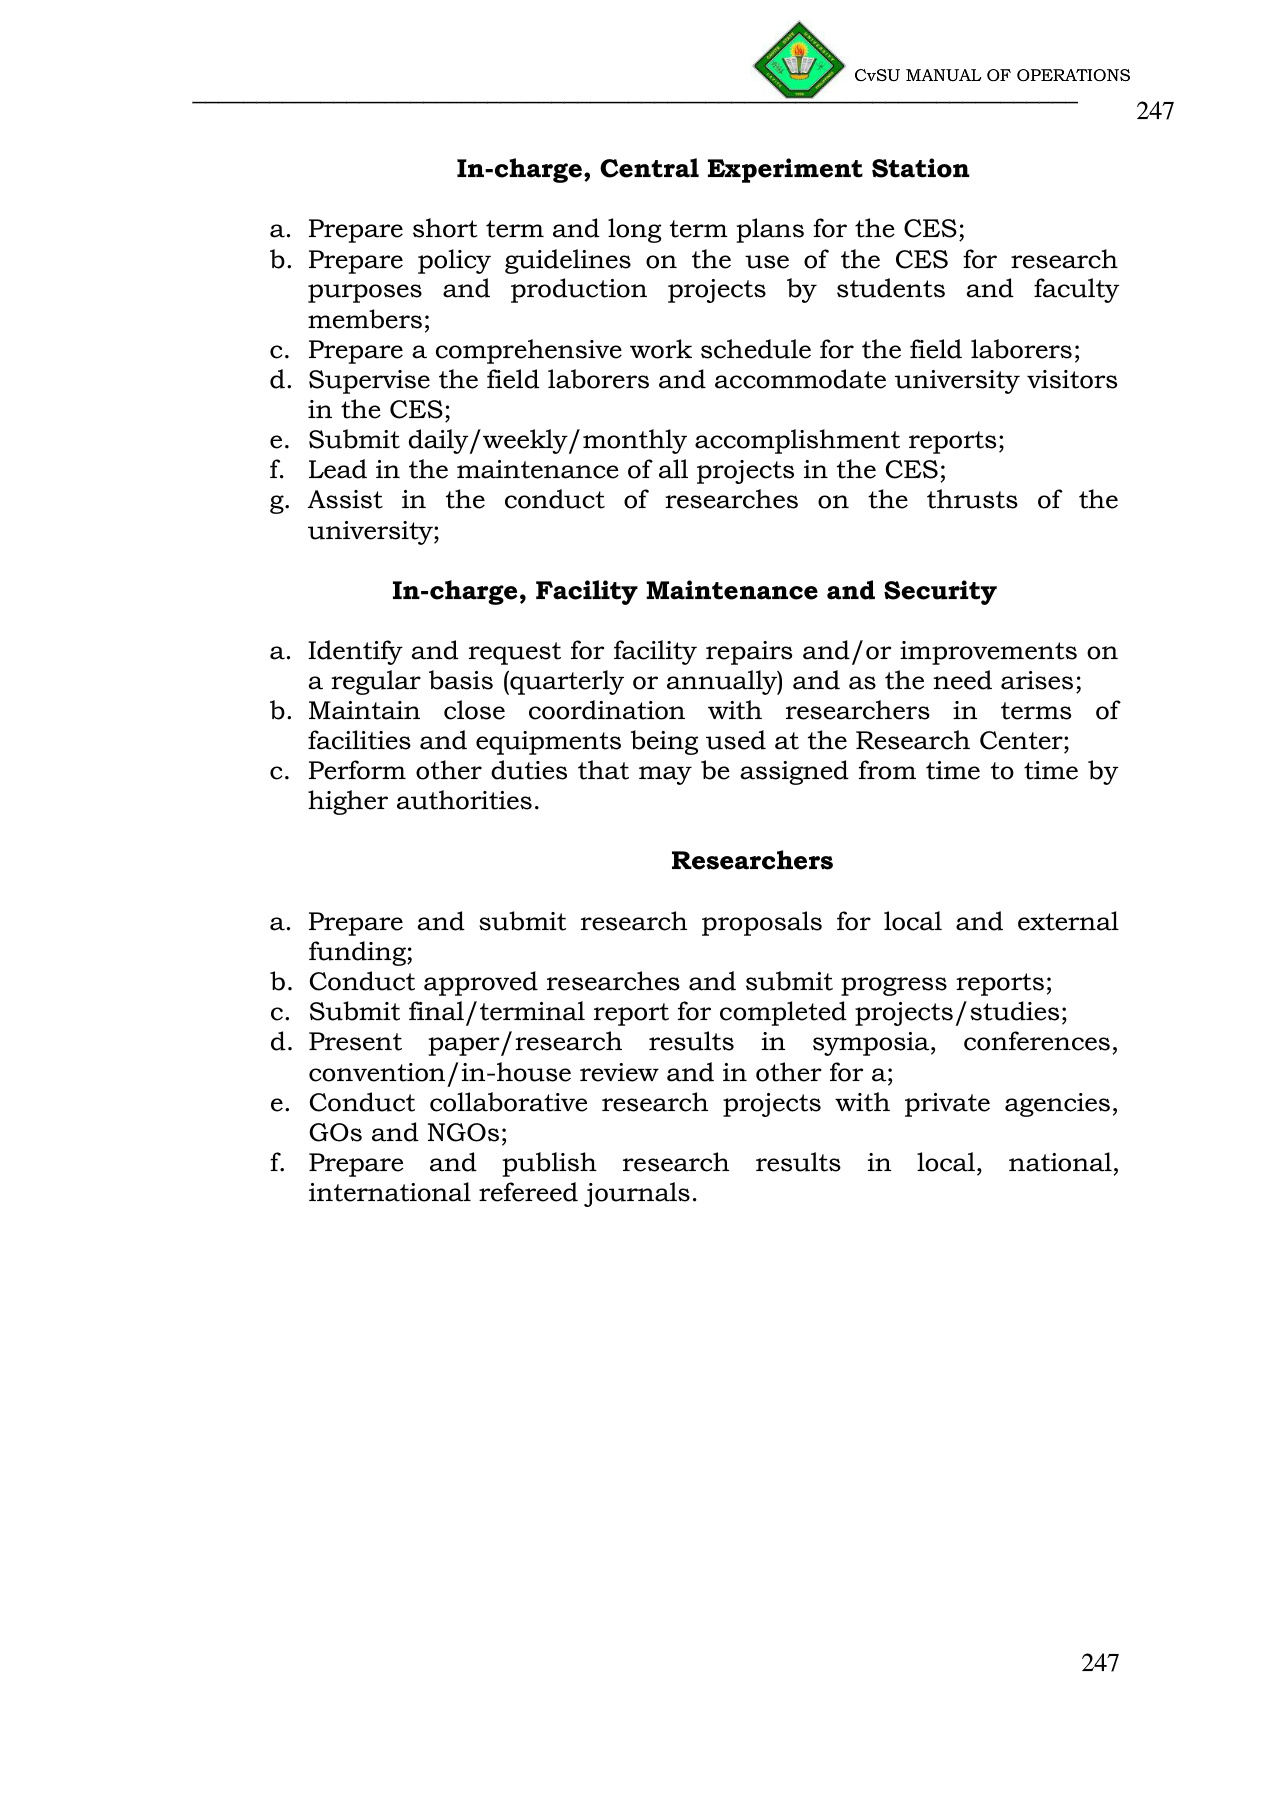 CvSU MANUAL OF OPERATIONS
247
In-charge, Central Experiment Station
a. Prepare short term and long term plans for the CES;
b. Prepare policy guidelines on the use of the CES for research
purposes and production projects by students and faculty
members;
c. Prepare a comprehensive work schedule for the field laborers;
d. Supervise the field laborers and accommodate university visitors
in the CES;
e. Submit daily/weekly/monthly accomplishment reports;
f. Lead in the maintenance of all projects in the CES;
g. Assist in the conduct of researches on the thrusts of the
university;
In-charge, Facility Maintenance and Security
a. Identify and request for facility repairs and/or improvements on
a regular basis (quarterly or annually) and as the need arises;
b. Maintain close coordination with researchers in terms of
facilities and equipments being used at the Research Center;
c. Perform other duties that may be assigned from time to time by
higher authorities.
Researchers
a. Prepare and submit research proposals for local and external
funding;
b. Conduct approved researches and submit progress reports;
c. Submit final/terminal report for completed projects/studies;
d. Present paper/research results in symposia, conferences,
convention/in-house review and in other for a;
e. Conduct collaborative research projects with private agencies,
GOs and NGOs;
f. Prepare and publish research results in local, national,
international refereed journals.
247